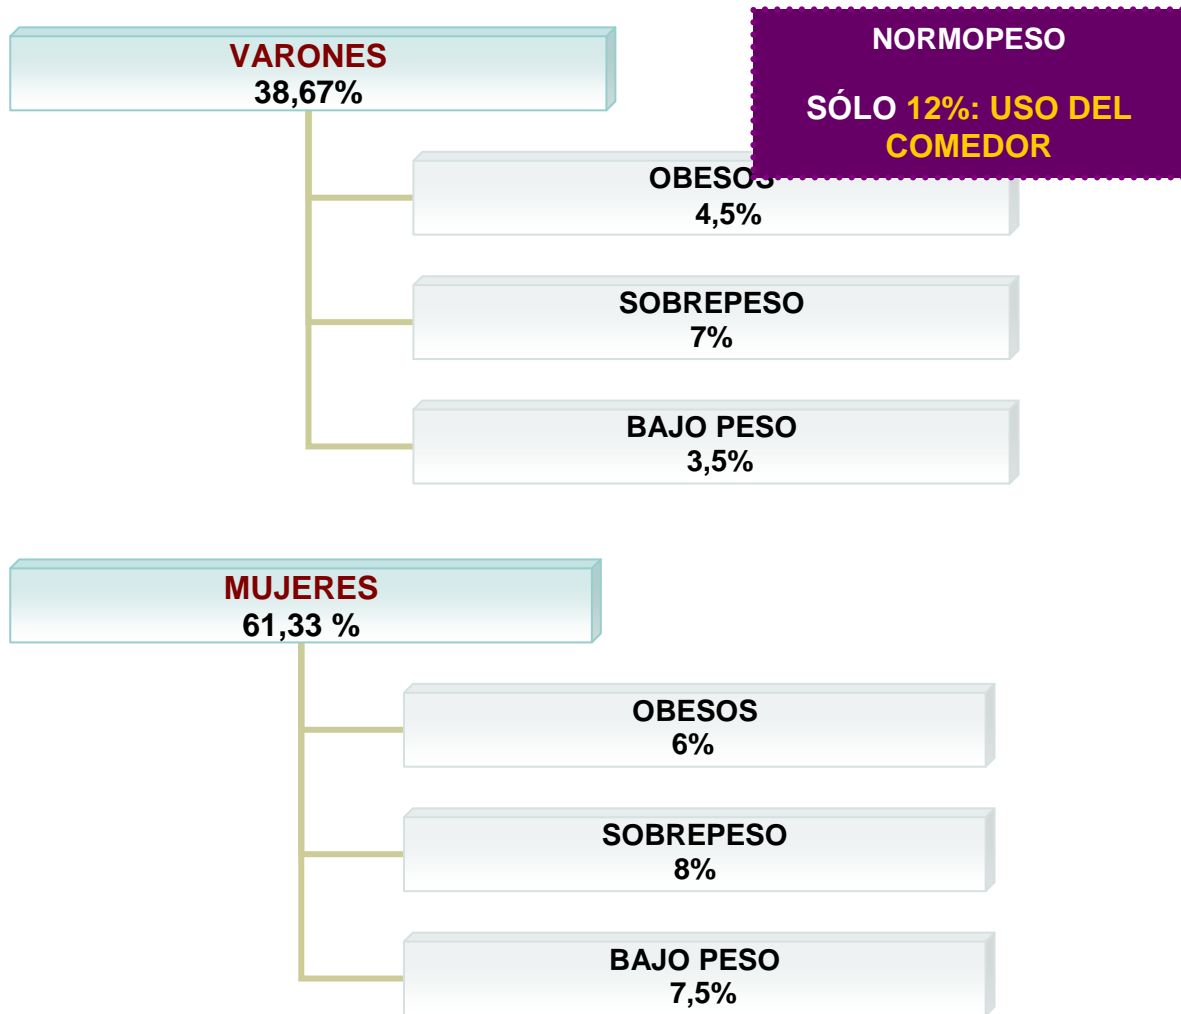 VARONES
38,67%
NORMOPESO
SÓLO 12%: USO DEL
COMEDOR
OBESOS
4,5%
SOBREPESO
7%
BAJO PESO
3,5%
MUJERES
61,33 %
OBESOS
6%
SOBREPESO
8%
BAJO PESO
7,5%